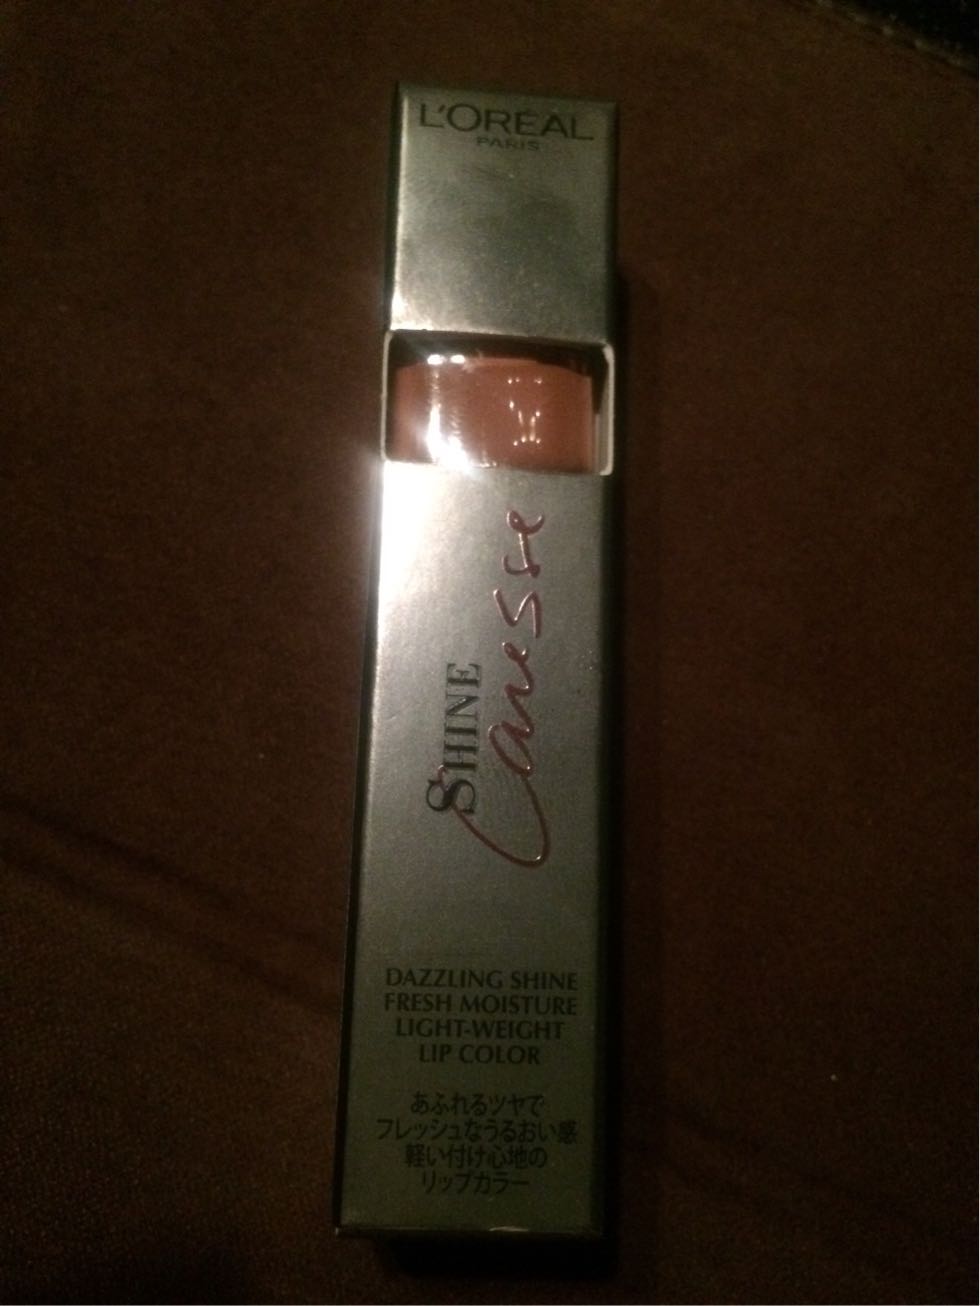 L'ORÉAL
PARIS
SHINE
Caresse
DAZZLING SHINE
FRESH MOISTURE
LIGHT-WEIGHT
LIP COLOR
あふれるツヤで
フレッシュなうるおい感
軽い付け心地の
リップカラー